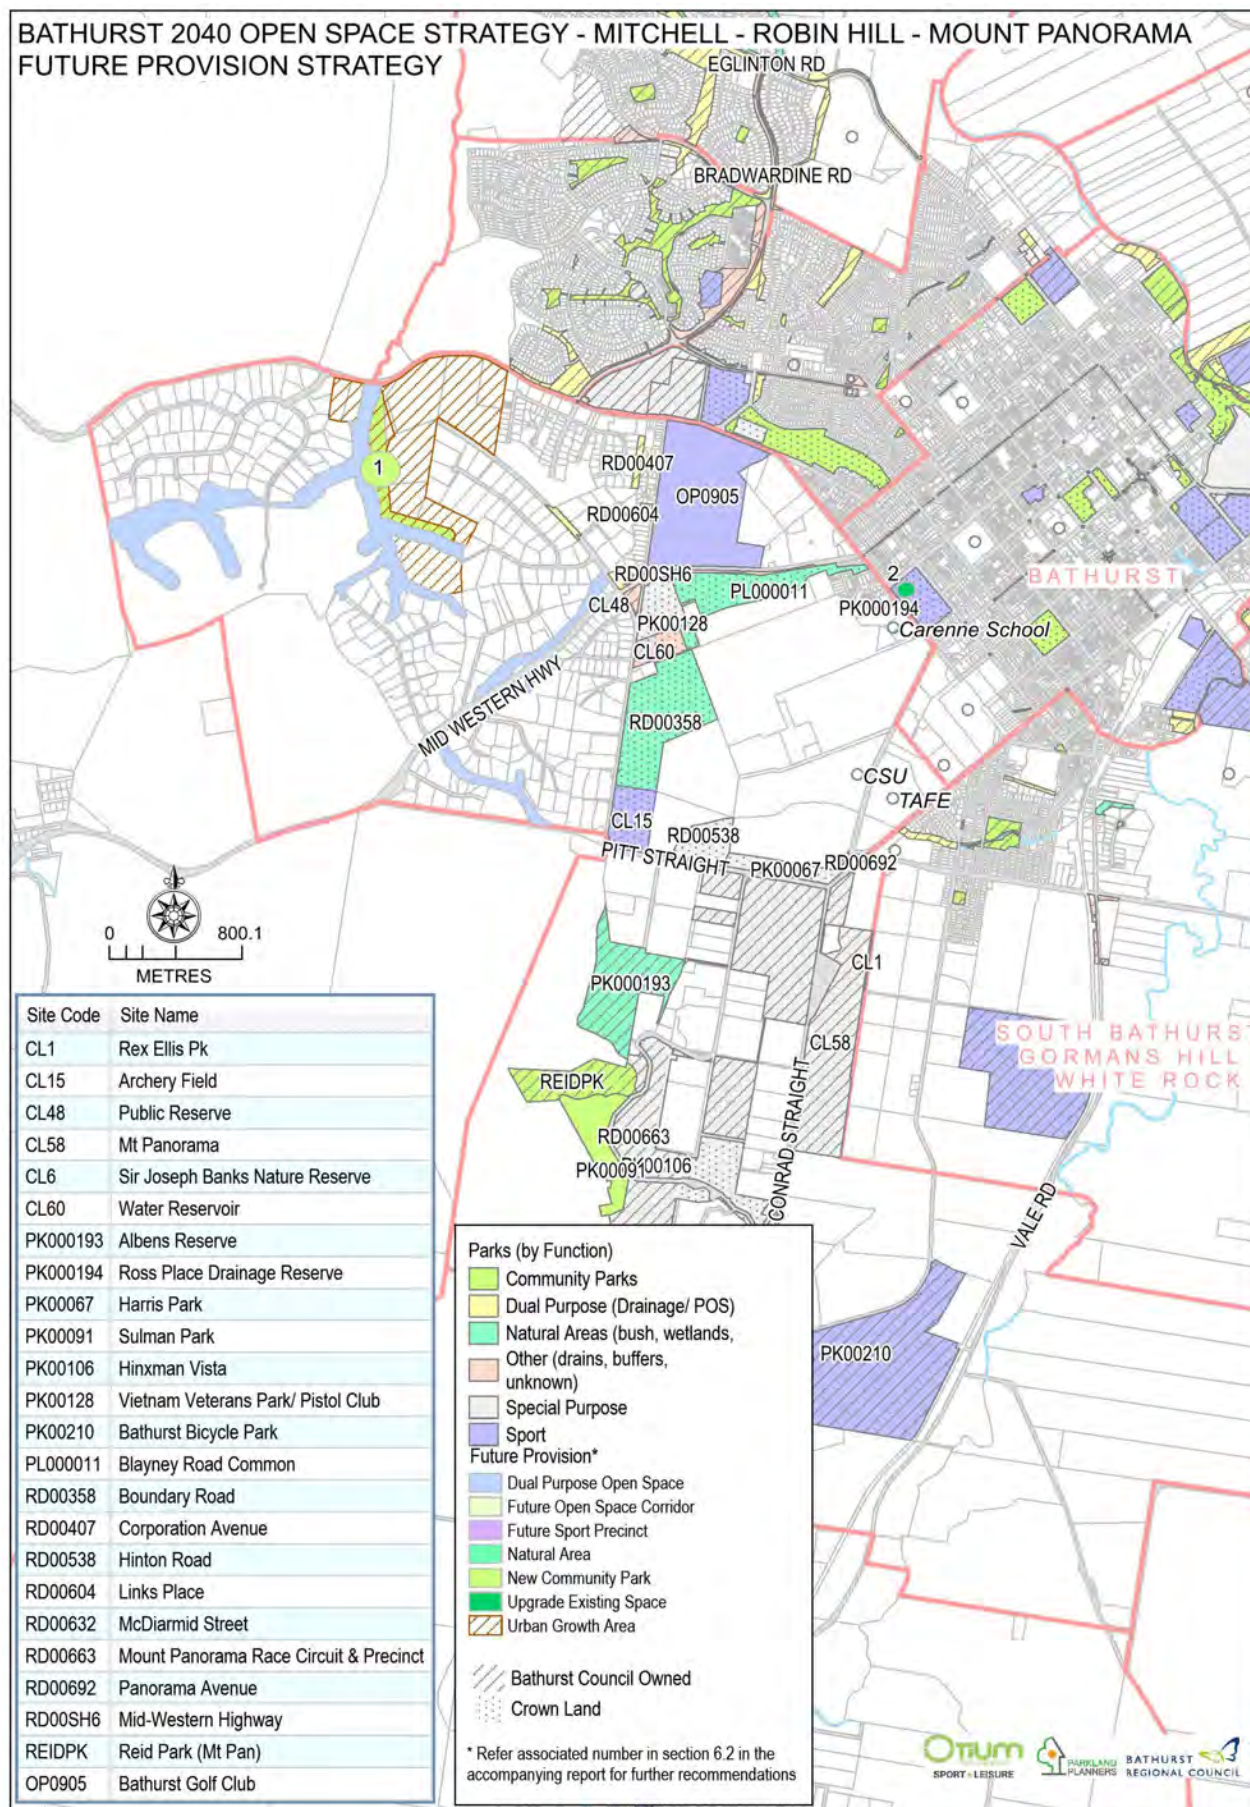 BATHURST 2040 OPEN SPACE STRATEGY - MITCHELL - ROBIN HILL - MOUNT PANORAMA
FUTURE PROVISION STRATEGY
EGLINTON RD
BRADWARDINE RD
1
RD00407
OP0905
RD00604
RD00SH6
2
BATHURST
PL000011
CL48
PK000194
PK00128
Carenne School
CL60
MID WESTERN HWY
RD00358
CSU
TAFE
CL15
RD00538
PITT STRAIGHT
PK00067
RD00692
0 800.1
METRES
CL1
PK000193
SOUTH BATHURS
GORMANS HILL
WHITE ROCK
CL58
REIDPK
RD00663
PK00106
PK00091
CONRAD STRAIGHT
VALE RD
PK00210
Site Code Site Name
CL1 Rex Ellis Pk
CL15 Archery Field
CL48 Public Reserve
CL58 Mt Panorama
CL6 Sir Joseph Banks Nature Reserve
CL60 Water Reservoir
PK000193 Albens Reserve
PK000194 Ross Place Drainage Reserve
PK00067 Harris Park
PK00091 Sulman Park
PK00106 Hinxman Vista
PK00128 Vietnam Veterans Park/ Pistol Club
PK00210 Bathurst Bicycle Park
PL000011 Blayney Road Common
RD00358 Boundary Road
RD00407 Corporation Avenue
RD00538 Hinton Road
RD00604 Links Place
RD00632 McDiarmid Street
RD00663 Mount Panorama Race Circuit & Precinct
RD00692 Panorama Avenue
RD00SH6 Mid-Western Highway
REIDPK Reid Park (Mt Pan)
OP0905 Bathurst Golf Club
Parks (by Function)
Community Parks
Dual Purpose (Drainage/ POS)
Natural Areas (bush, wetlands,
Other (drains, buffers,
unknown)
Special Purpose
Sport
Future Provision*
Dual Purpose Open Space
Future Open Space Corridor
Future Sport Precinct
Natural Area
New Community Park
Upgrade Existing Space
Urban Growth Area
Bathurst Council Owned
Crown Land
* Refer associated number in section 6.2 in the
accompanying report for further recommendations
OTIUM
SPORT + LEISURE
PARKLAND
PLANNERS
BATHURST
REGIONAL COUNCIL